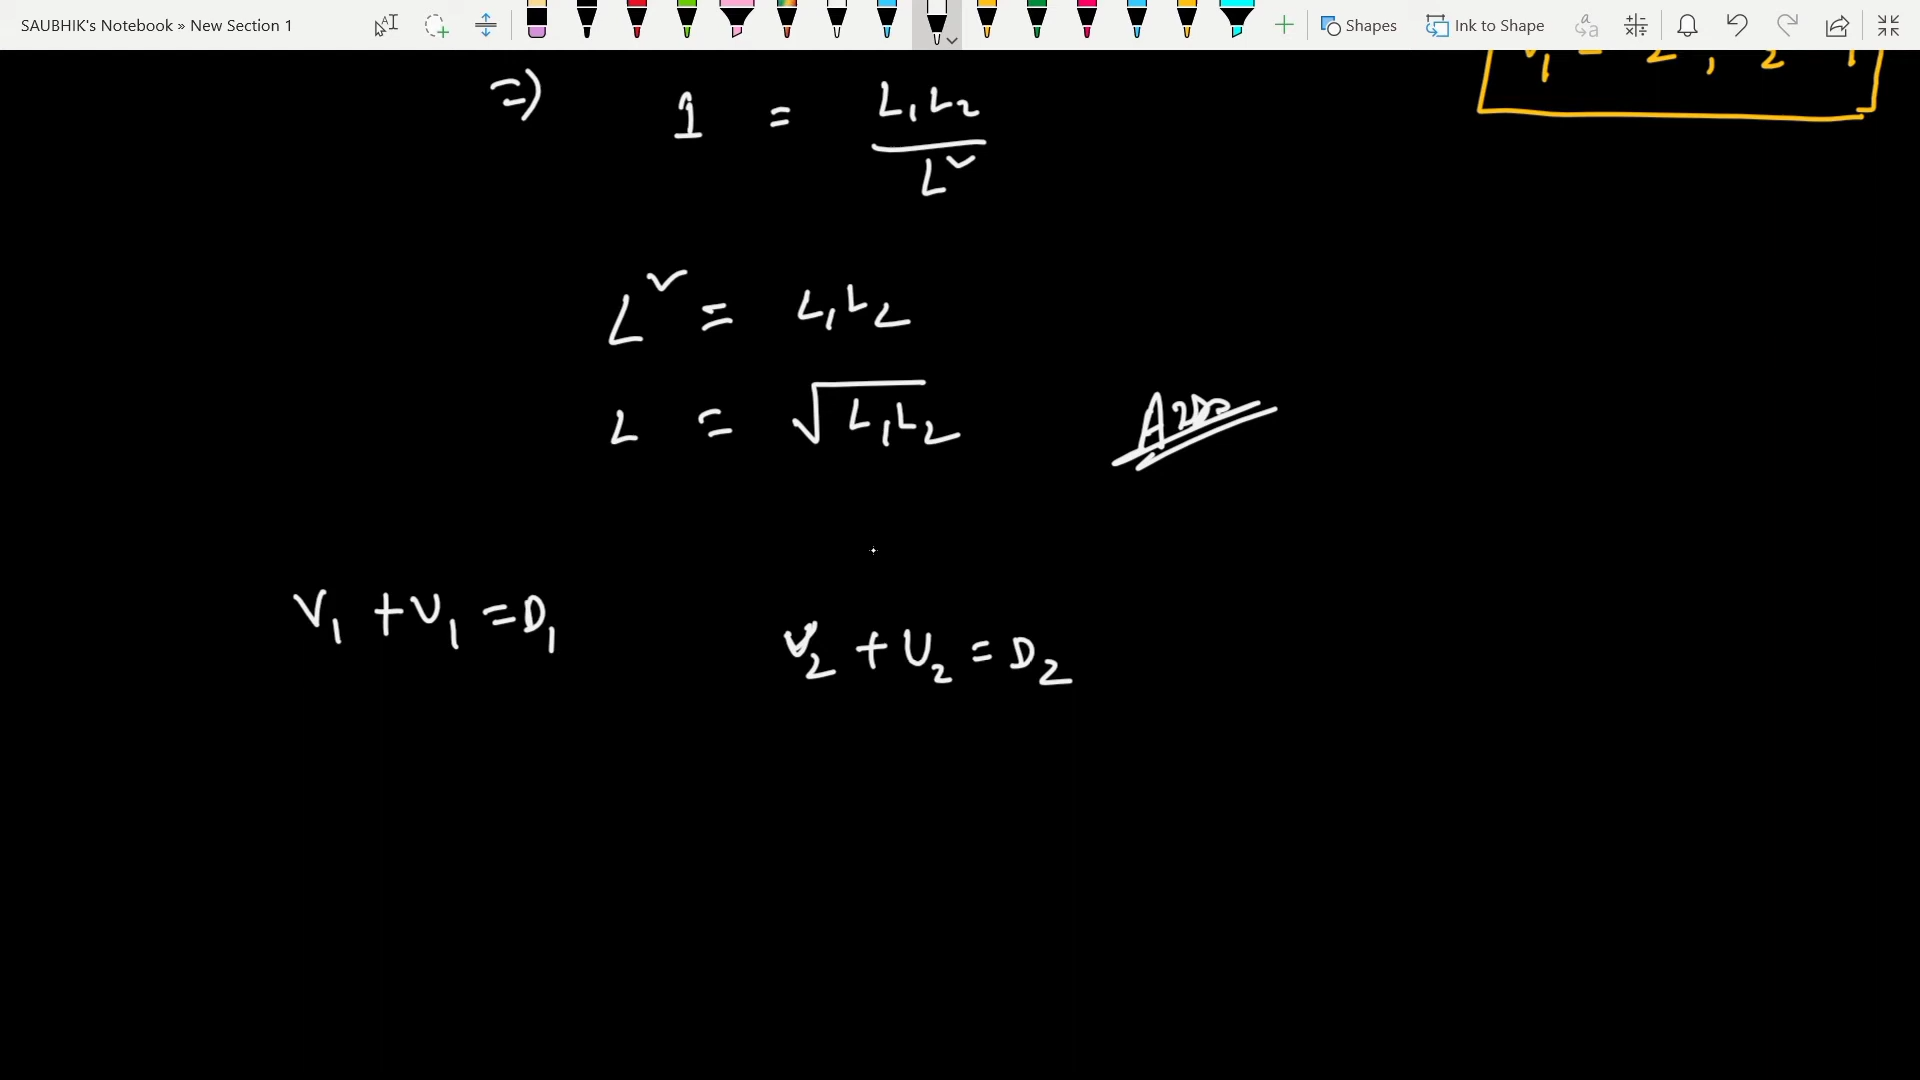 SAUBHIK's Notebook » New Section 1
Shapes
Ink to Shape
=> 1 = L₁L₂ / L²
L² = L₁L₂
L = √L₁L₂
Ans
V₁ + U₁ = D₁
V₂ + U₂ = D₂